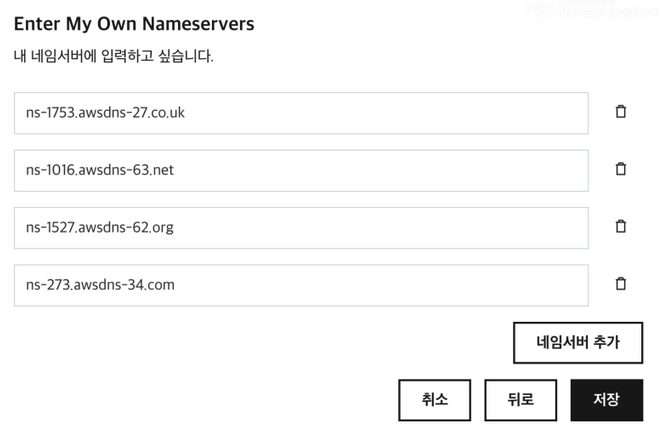 Enter My Own Nameservers
내 네임서버에 입력하고 싶습니다.
ns-1753.awsdns-27.co.uk
ns-1016.awsdns-63.net
ns-1527.awsdns-62.org
ns-273.awsdns-34.com
네임서버 추가
취소 뒤로 저장